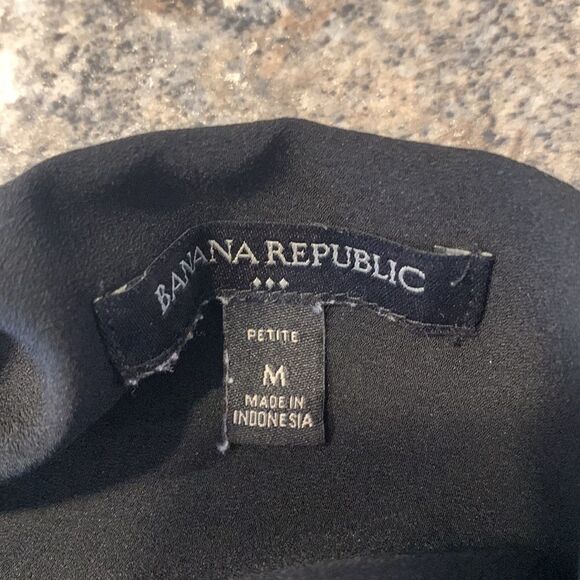 BANANA REPUBLIC
PETITE
M
MADE IN
INDONESIA